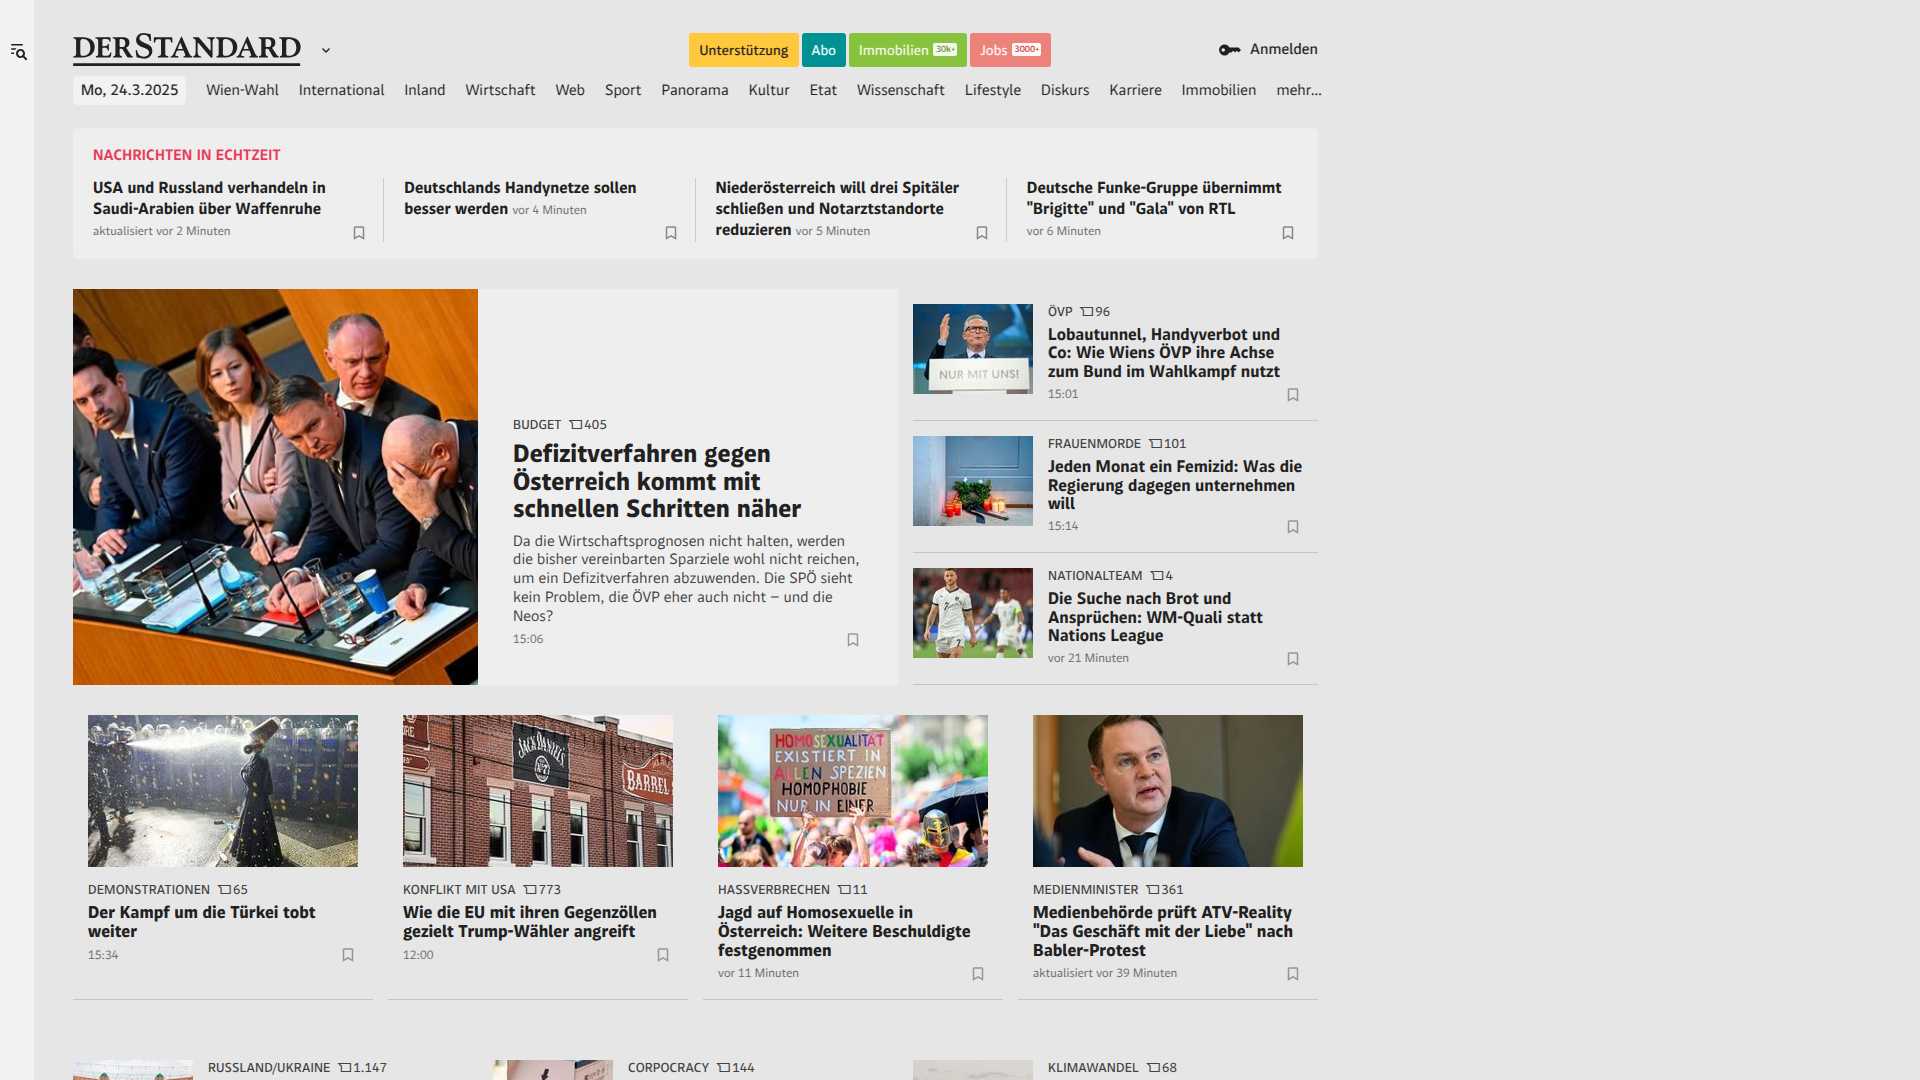 DERSTANDARD
Unterstützung
Abo
Immobilien 30k+
Jobs 3000+
Anmelden
Mo, 24.3.2025
Wien-Wahl
International
Inland
Wirtschaft
Web
Sport
Panorama
Kultur
Etat
Wissenschaft
Lifestyle
Diskurs
Karriere
Immobilien
mehr...
NACHRICHTEN IN ECHTZEIT
USA und Russland verhandeln in
Saudi-Arabien über Waffenruhe
aktualisiert vor 2 Minuten
Deutschlands Handynetze sollen
besser werden vor 4 Minuten
Niederösterreich will drei Spitäler
schließen und Notarztstandorte
reduzieren vor 5 Minuten
Deutsche Funke-Gruppe übernimmt
"Brigitte" und "Gala" von RTL
vor 6 Minuten
BUDGET 405
Defizitverfahren gegen
Österreich kommt mit
schnellen Schritten näher
Da die Wirtschaftsprognosen nicht halten, werden
die bisher vereinbarten Sparziele wohl nicht reichen,
um ein Defizitverfahren abzuwenden. Die SPÖ sieht
kein Problem, die ÖVP eher auch nicht – und die
Neos?
15:06
NUR MIT UNS!
ÖVP 96
Lobautunnel, Handyverbot und
Co: Wie Wiens ÖVP ihre Achse
zum Bund im Wahlkampf nutzt
15:01
FRAUENMORDE 101
Jeden Monat ein Femizid: Was die
Regierung dagegen unternehmen
will
15:14
NATIONALTEAM 4
Die Suche nach Brot und
Ansprüchen: WM-Quali statt
Nations League
vor 21 Minuten
DEMONSTRATIONEN 65
Der Kampf um die Türkei tobt
weiter
15:34
JACK DANIEL'S
BARREL
KONFLIKT MIT USA 773
Wie die EU mit ihren Gegenzöllen
gezielt Trump-Wähler angreift
12:00
HOMOSEXUALITÄT
EXISTIERT IN
ALLEN SPEZIEN
HOMOPHOBIE
NUR IN EINER
HASSVERBRECHEN 11
Jagd auf Homosexuelle in
Österreich: Weitere Beschuldigte
festgenommen
vor 11 Minuten
MEDIENMINISTER 361
Medienbehörde prüft ATV-Reality
"Das Geschäft mit der Liebe" nach
Babler-Protest
aktualisiert vor 39 Minuten
RUSSLAND/UKRAINE 1.147
CORPOCRACY 144
KLIMAWANDEL 68